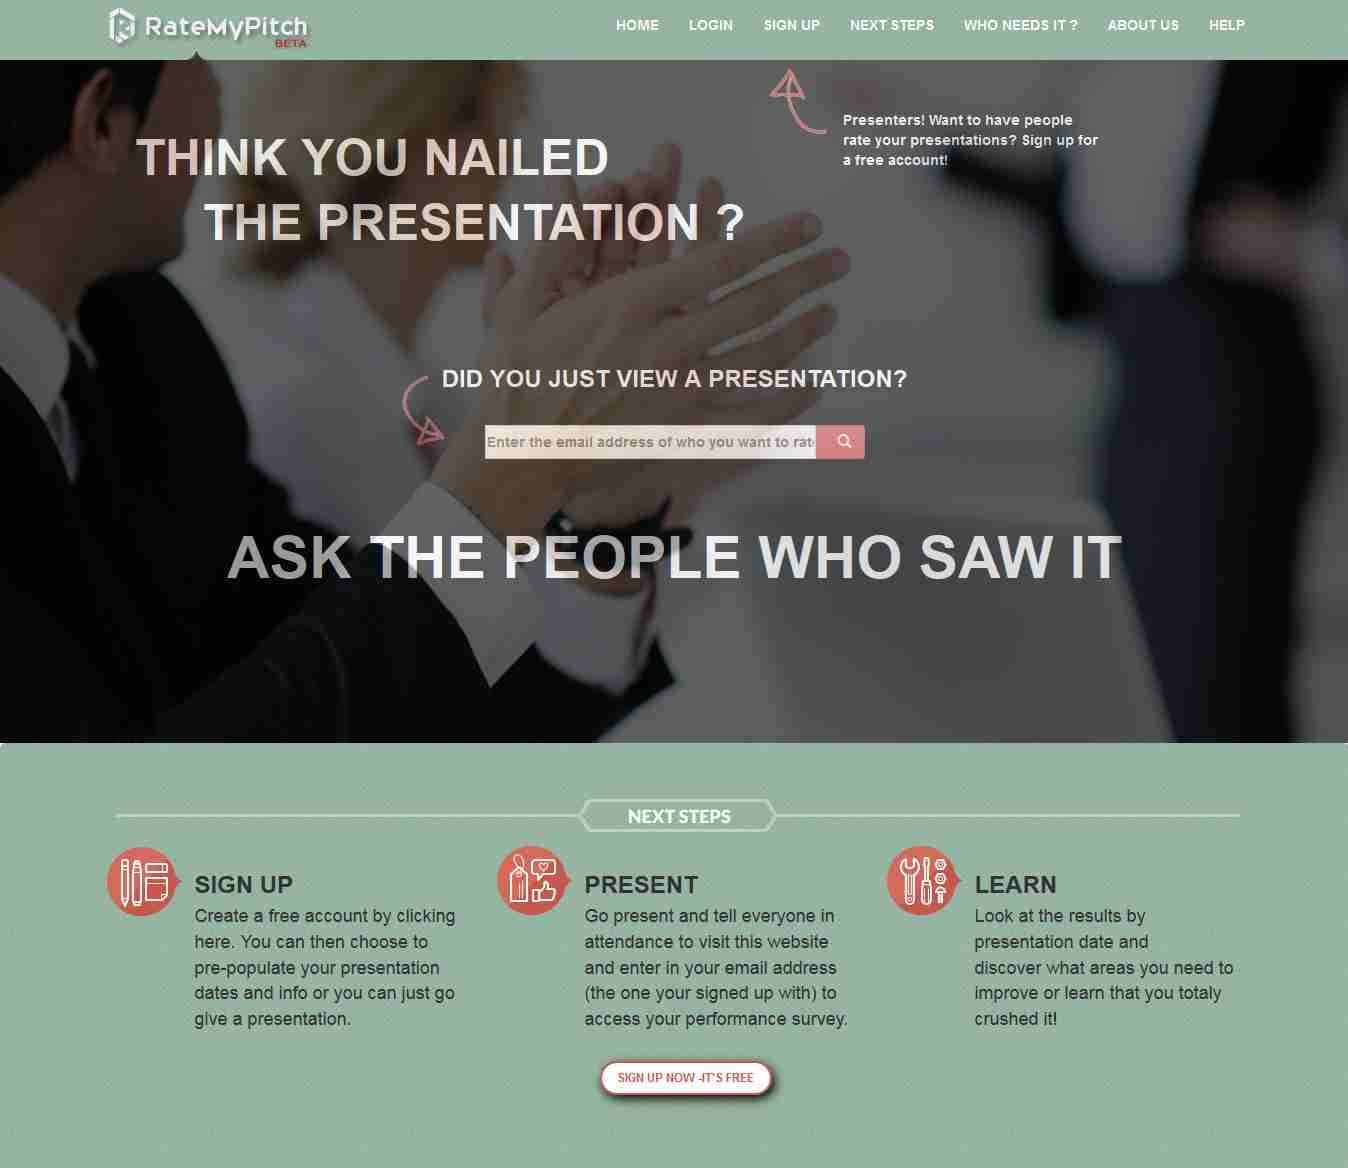 RateMyPitch
BETA
HOME LOGIN SIGN UP NEXT STEPS WHO NEEDS IT ? ABOUT US HELP
Presenters! Want to have people
rate your presentations? Sign up for
a free account!
THINK YOU NAILED
THE PRESENTATION ?
DID YOU JUST VIEW A PRESENTATION?
Enter the email address of who you want to rat
ASK THE PEOPLE WHO SAW IT
NEXT STEPS
SIGN UP
Create a free account by clicking
here. You can then choose to
pre-populate your presentation
dates and info or you can just go
give a presentation.
PRESENT
Go present and tell everyone in
attendance to visit this website
and enter in your email address
(the one your signed up with) to
access your performance survey.
LEARN
Look at the results by
presentation date and
discover what areas you need to
improve or learn that you totaly
crushed it!
SIGN UP NOW -IT'S FREE